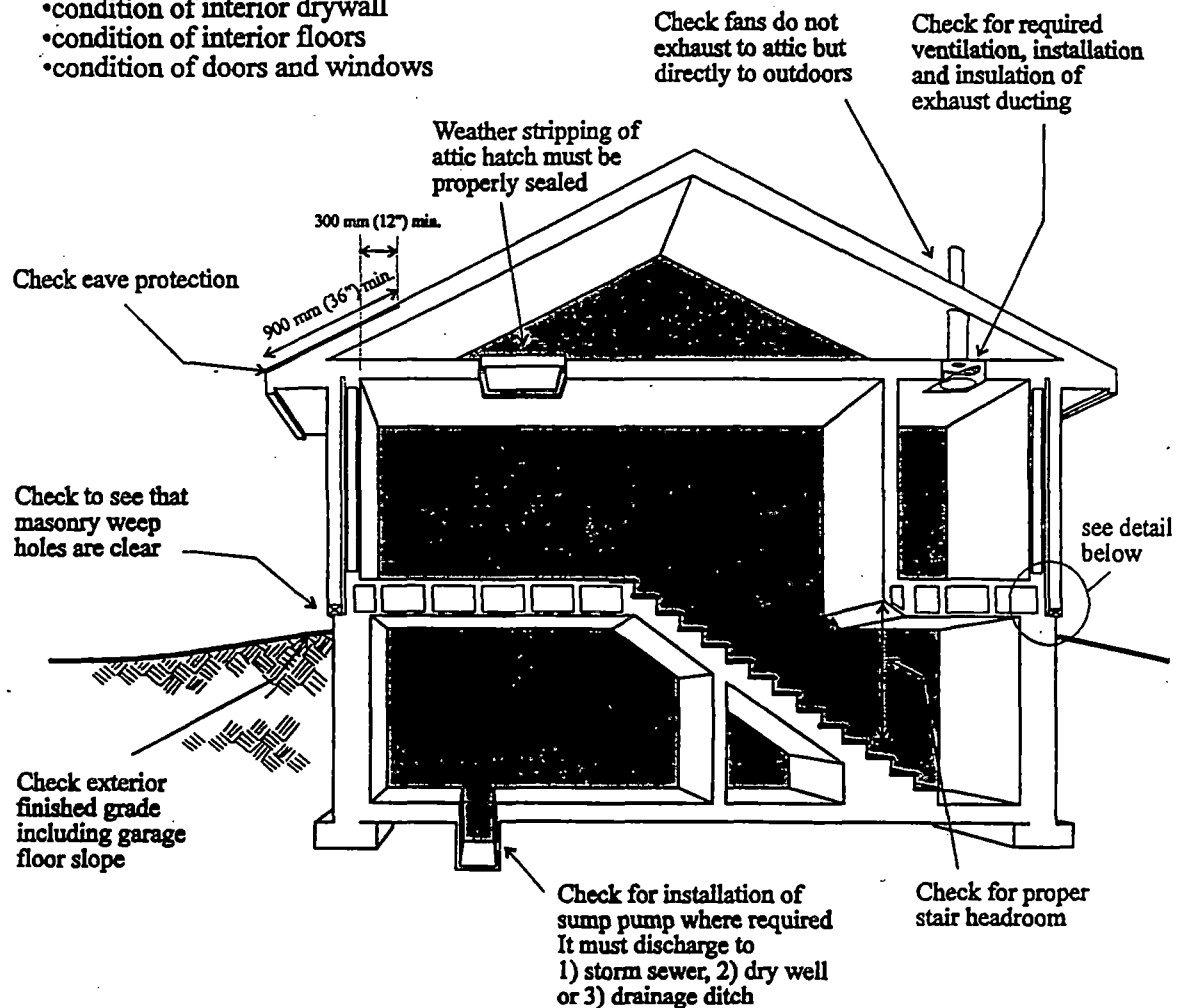 •condition of interior drywall
•condition of interior floors
•condition of doors and windows
Check fans do not
exhaust to attic but
directly to outdoors
Check for required
ventilation, installation
and insulation of
exhaust ducting
Weather stripping of
attic hatch must be
properly sealed
300 mm (12") min.
900 mm (36") min.
Check eave protection
Check to see that
masonry weep
holes are clear
see detail
below
Check exterior
finished grade
including garage
floor slope
Check for installation of
sump pump where required
It must discharge to
1) storm sewer, 2) dry well
or 3) drainage ditch
Check for proper
stair headroom